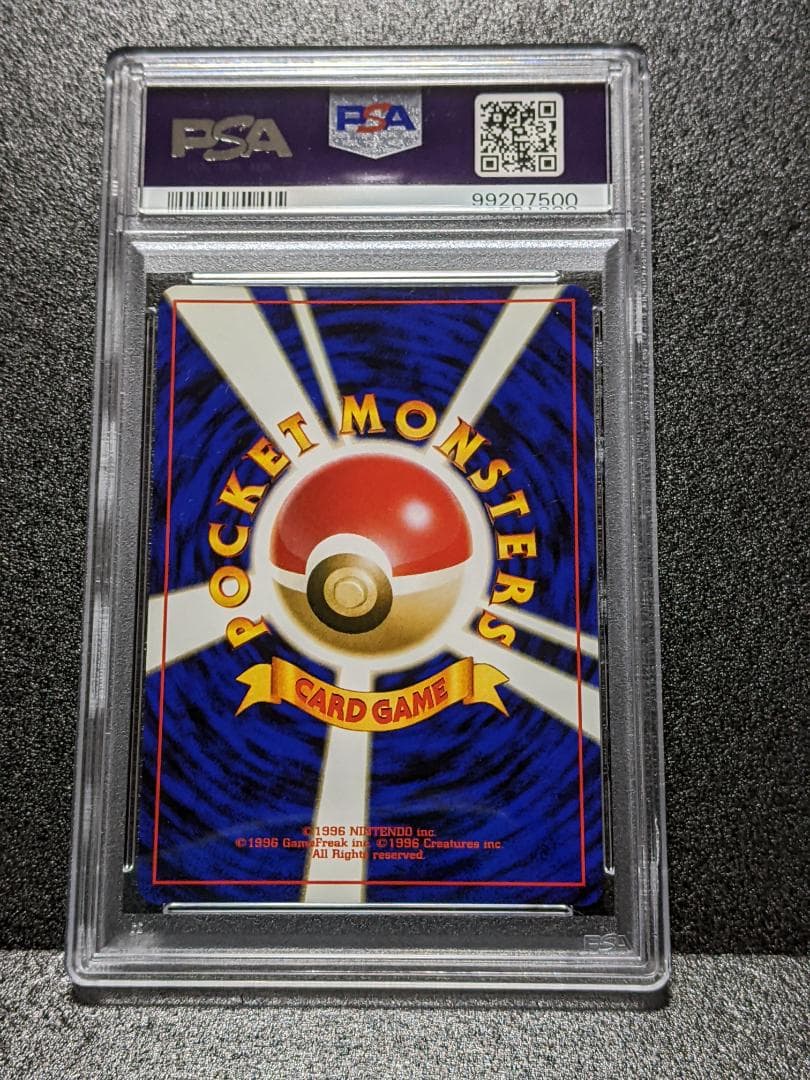 PSA
PSA
99207500
POCKET MONSTERS
CARD GAME
©1996 NINTENDO inc.
©1996 GameFreak inc. ©1996 Creatures inc.
All Rights reserved.
PSA